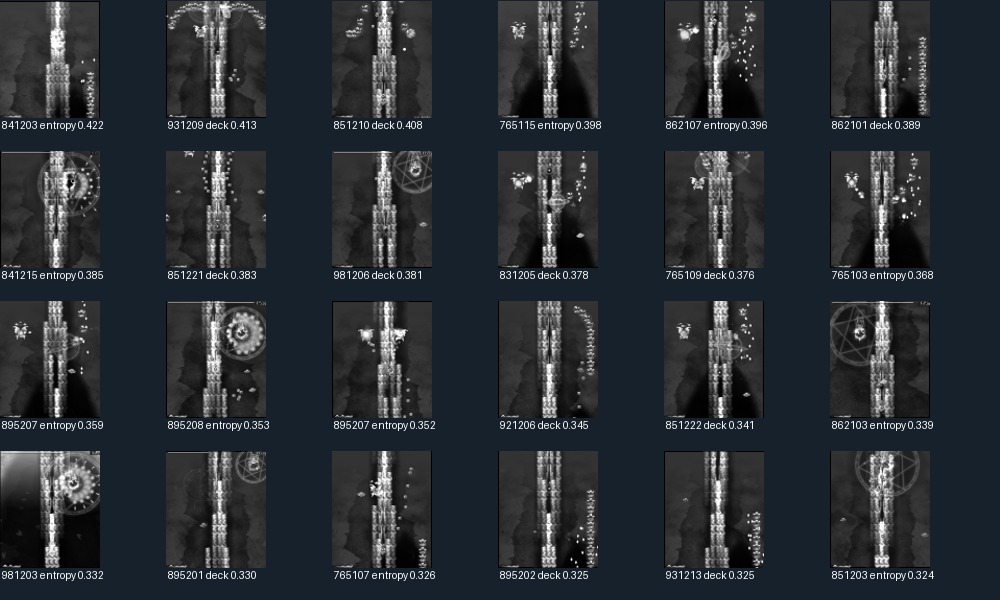 841203 entropy 0.422
931209 deck 0.413
851210 deck 0.408
765115 entropy 0.398
862107 entropy 0.396
862101 deck 0.389
841215 entropy 0.385
851221 deck 0.383
981206 deck 0.381
831205 deck 0.378
765109 deck 0.376
765103 entropy 0.368
895207 entropy 0.359
895208 entropy 0.353
895207 entropy 0.352
921206 deck 0.345
851222 deck 0.341
862103 entropy 0.339
981203 entropy 0.332
895201 deck 0.330
765107 entropy 0.326
895202 deck 0.325
931213 deck 0.325
851203 entropy 0.324